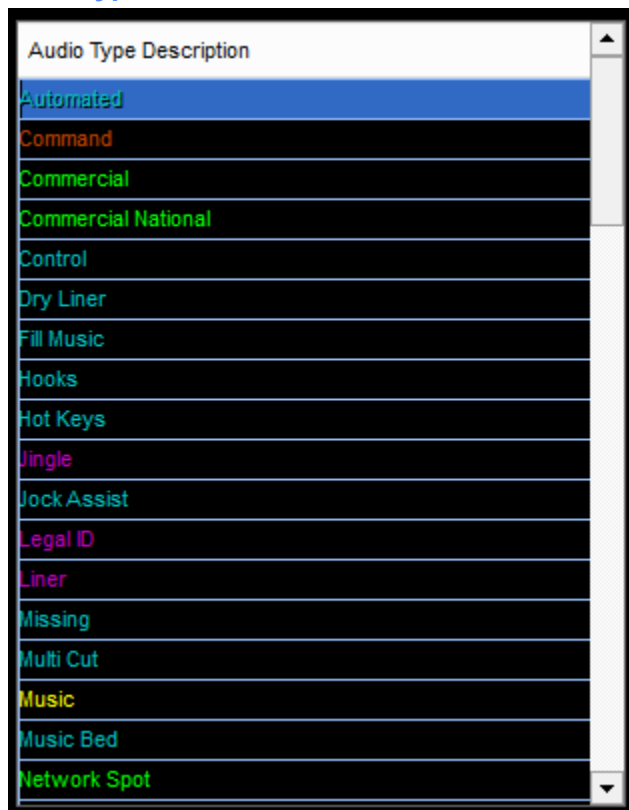 Audio Type Description
Automated
Command
Commercial
Commercial National
Control
Dry Liner
Fill Music
Hooks
Hot Keys
Jingle
Jock Assist
Legal ID
Liner
Missing
Multi Cut
Music
Music Bed
Network Spot